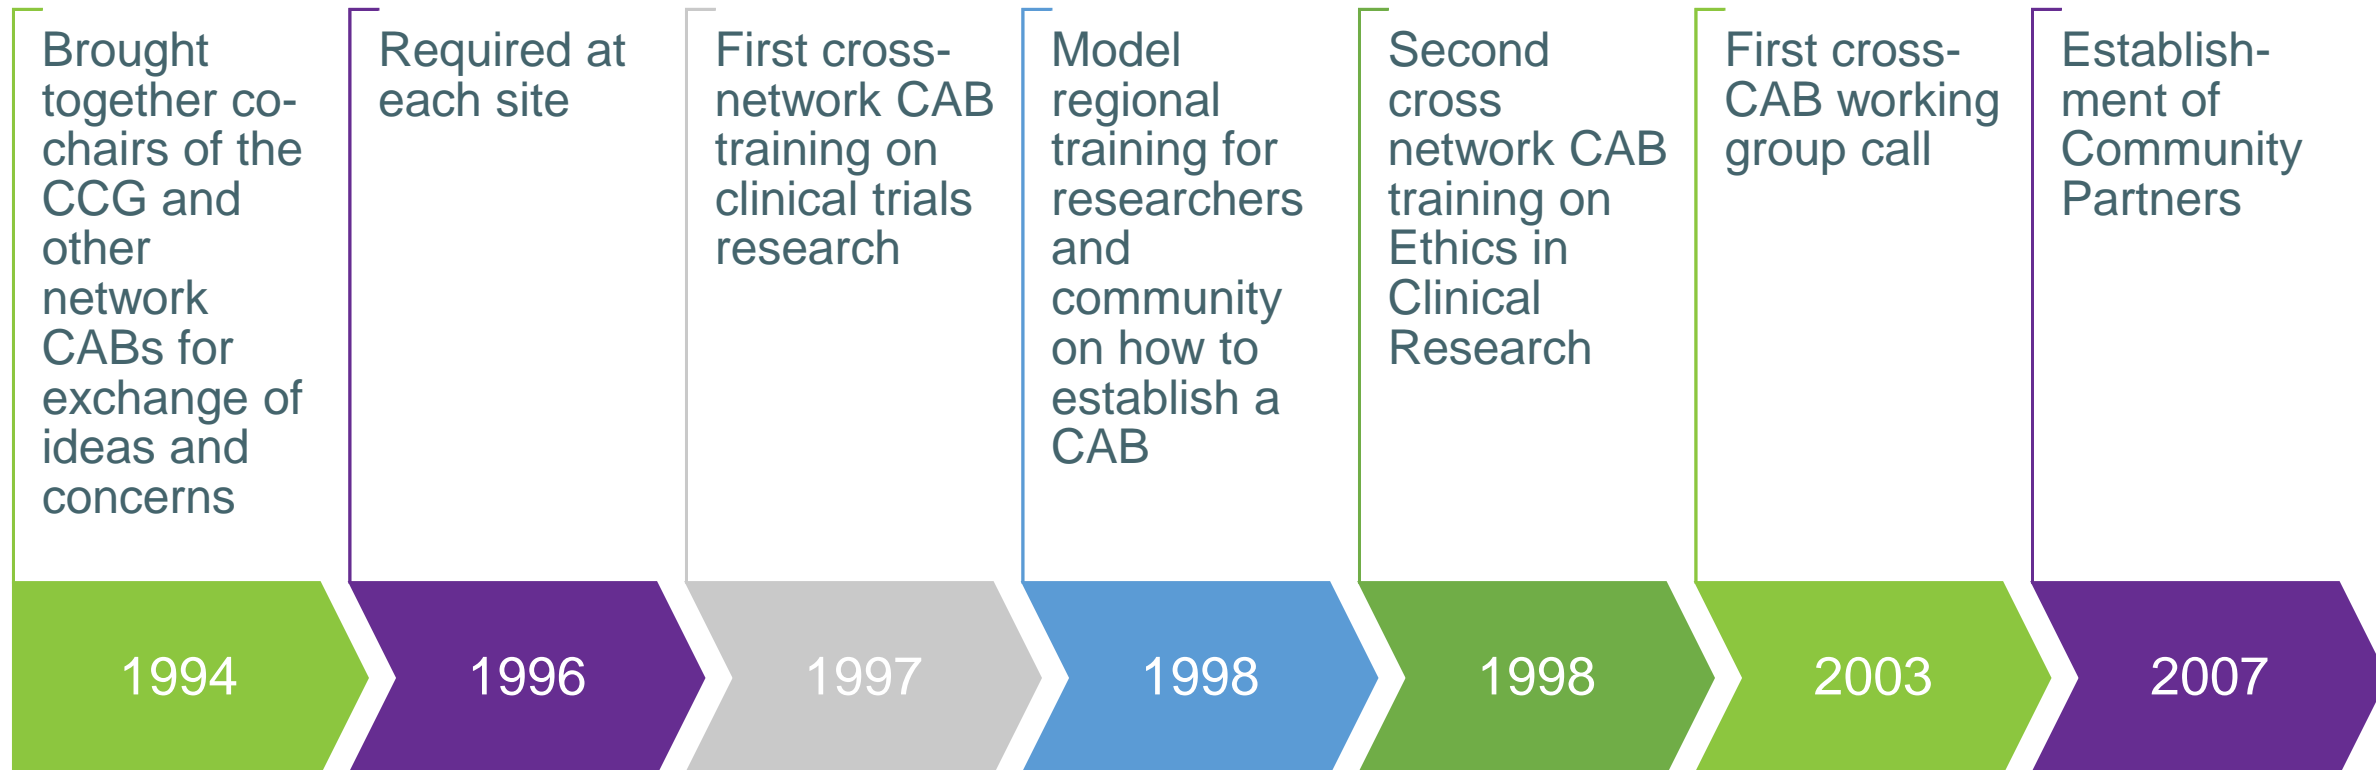 Brought
together co-
chairs of the
CCG and
other
network
CABs for
exchange of
ideas and
concerns
Required at
each site
First cross-
network CAB
training on
clinical trials
research
Model
regional
training for
researchers
and
community
on how to
establish a
CAB
Second
cross
network CAB
training on
Ethics in
Clinical
Research
First cross-
CAB working
group call
Establish-
ment of
Community
Partners
1994
1996
1997
1998
1998
2003
2007